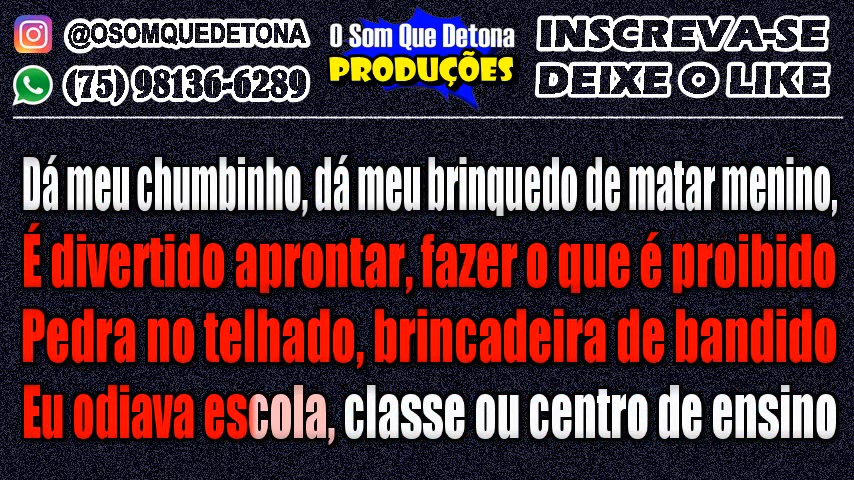 @OSOMQUEDETONA
(75) 98136-6289
O Som Que Detona
PRODUÇÕES
INSCREVA-SE
DEIXE O LIKE
Dá meu chumbinho, dá meu brinquedo de matar menino,
É divertido aprontar, fazer o que é proibido
Pedra no telhado, brincadeira de bandido
Eu odiava escola, classe ou centro de ensino